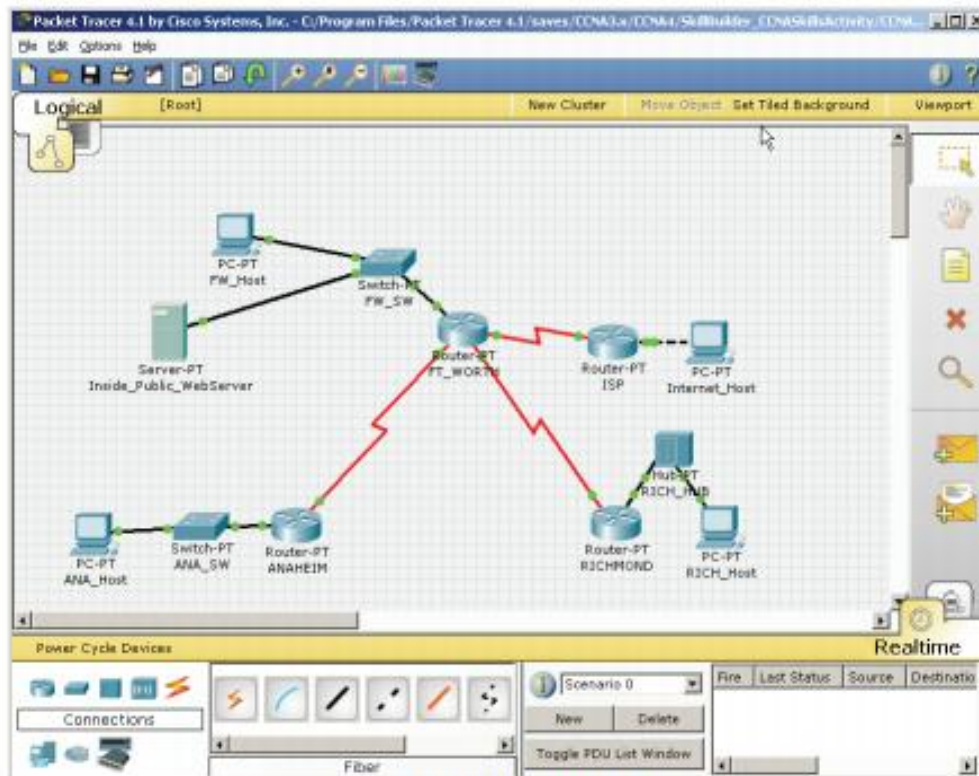 Packet Tracer 4.1 by Cisco Systems, Inc. - C:/Program Files/Packet Tracer 4.1/saves/CCNA3.x/CCNA4/SkillBuilder_CCNASkillsActivity/CCNA...
File Edit Options Help
Logical [Root] New Cluster Move Object Set Tiled Background Viewport
PC-PT
FW_Host
Switch-PT
FW_SW
Server-PT
Inside_Public_WebServer
Router-PT
FT_WORTH
Router-PT
ISP
PC-PT
Internet_Host
Hub-PT
RICH_HUB
PC-PT
ANA_Host
Switch-PT
ANA_SW
Router-PT
ANAHEIM
Router-PT
RICHMOND
PC-PT
RICH_Host
Realtime
Power Cycle Devices
Connections
Fiber
Scenario 0
New Delete
Toggle PDU List Window
Fire Last Status Source Destinatio